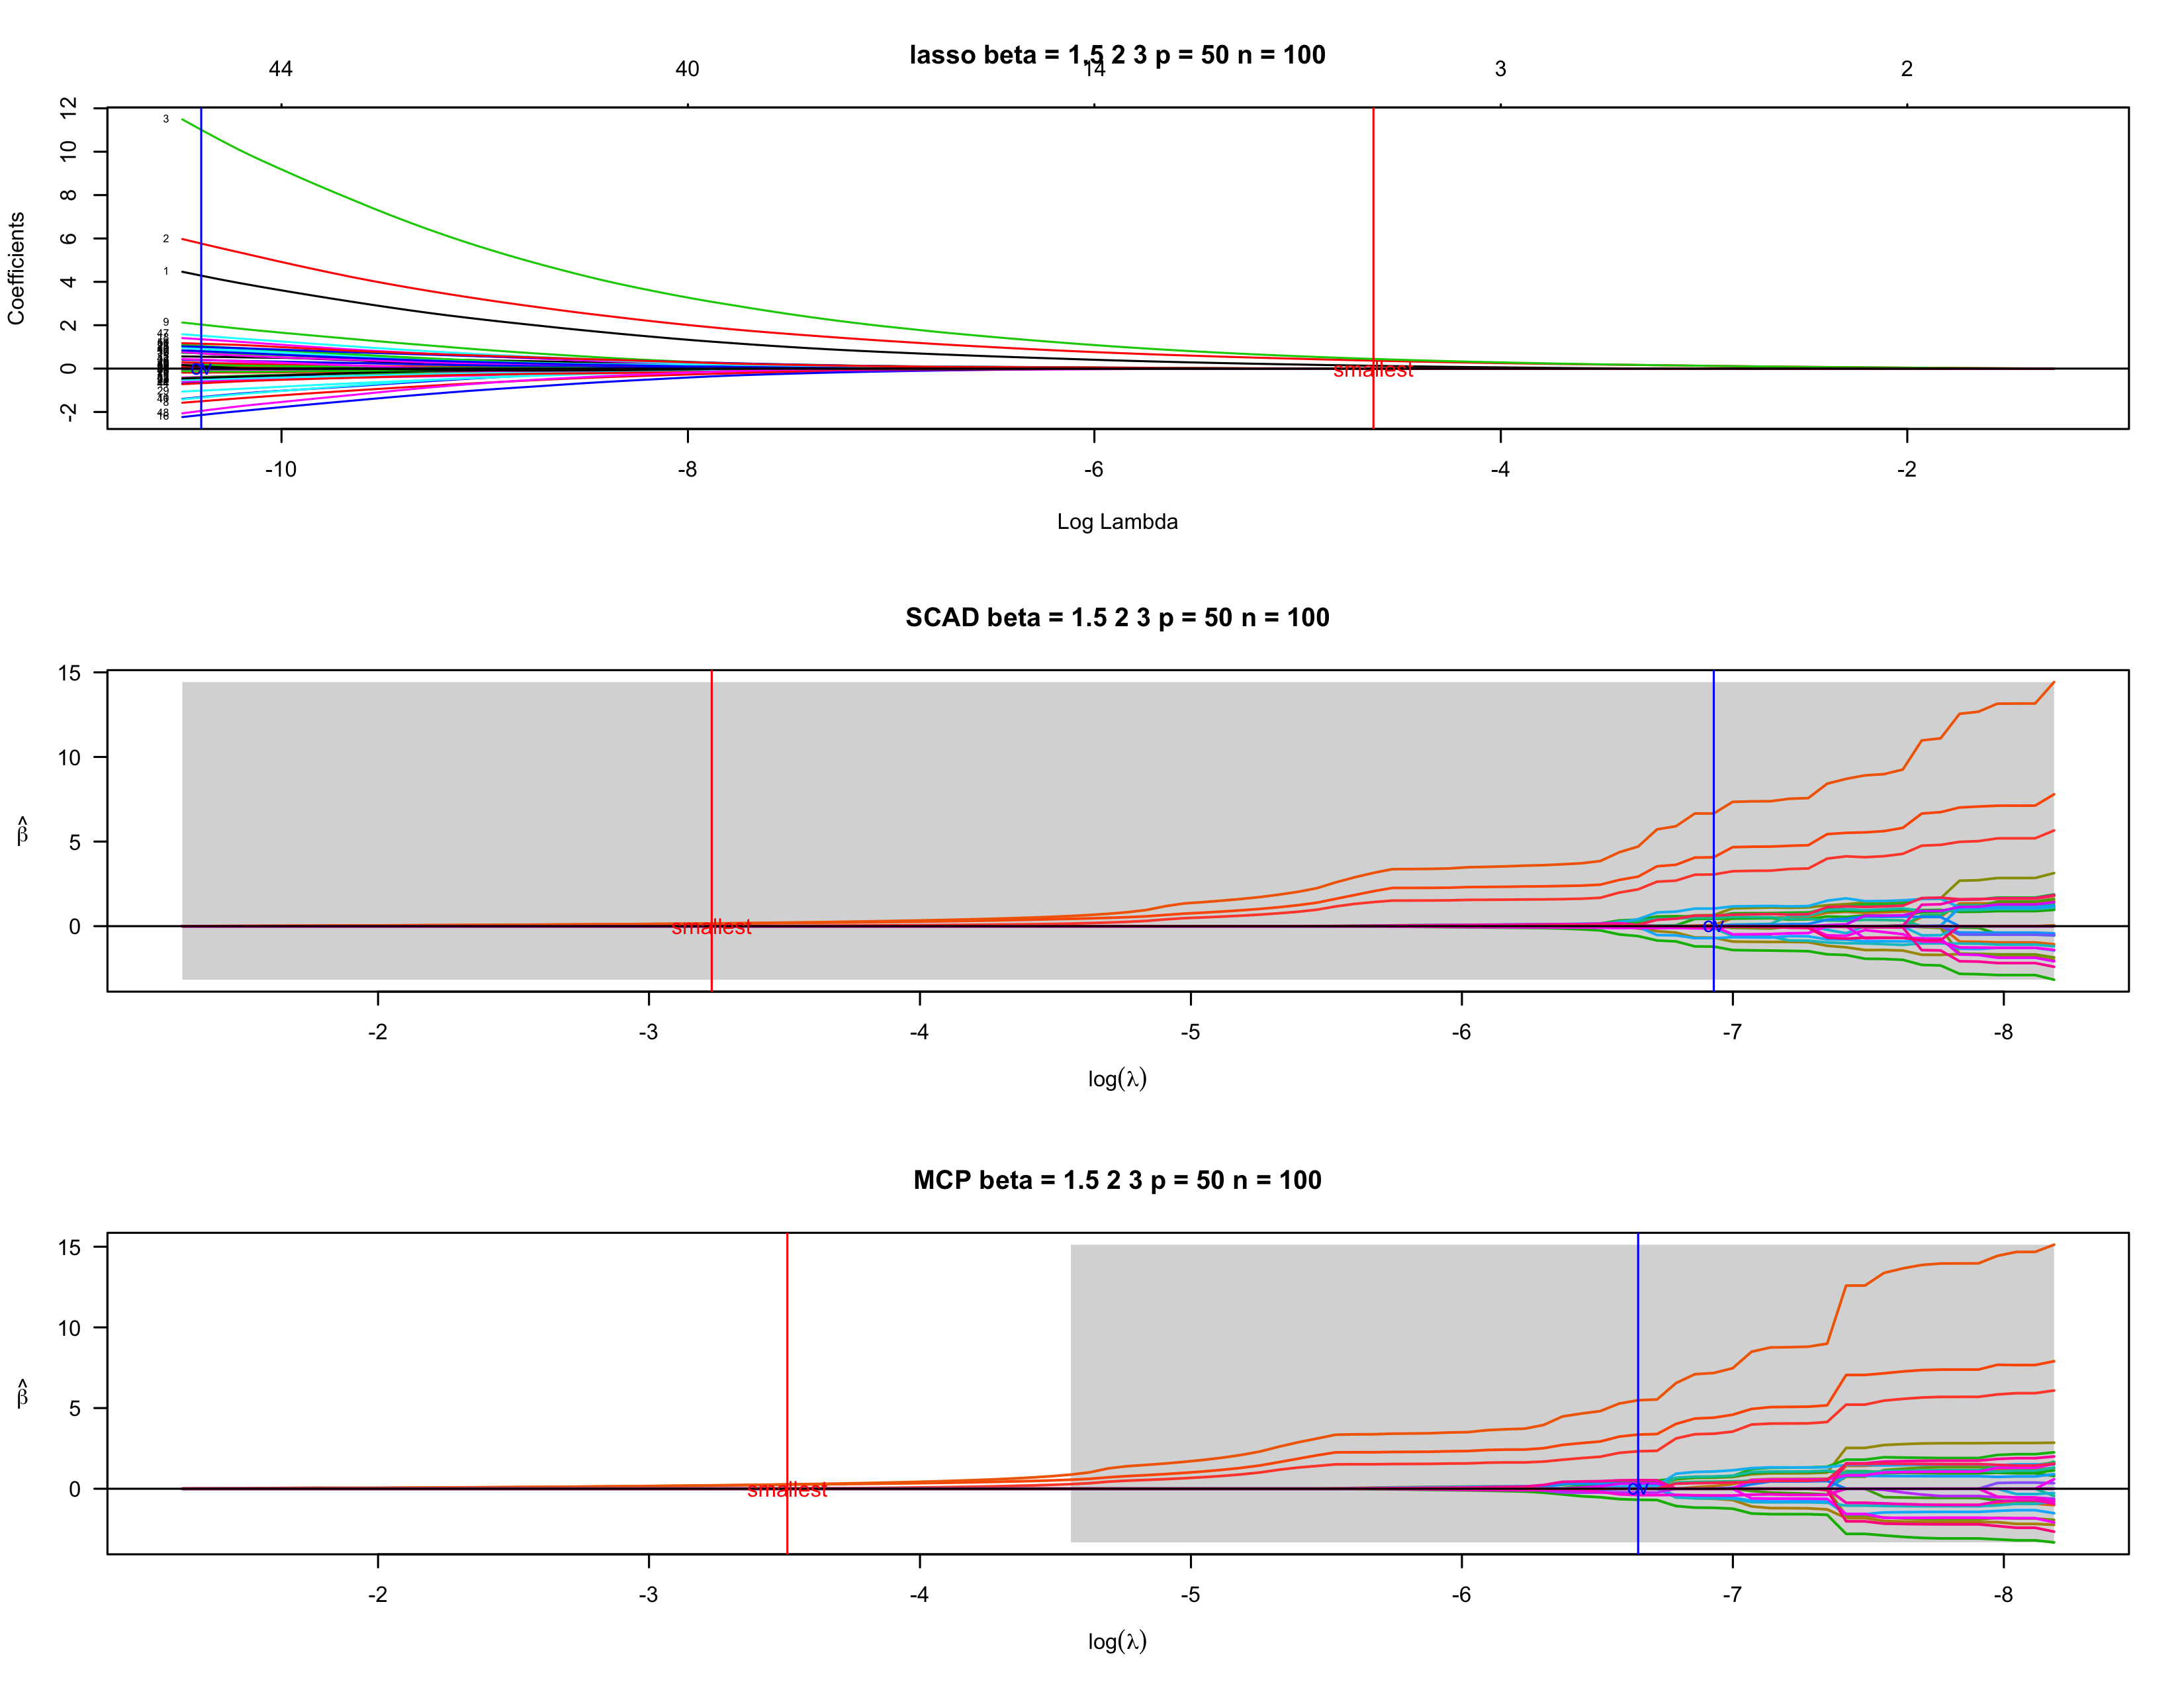 lasso beta = 1.5 2 3 p = 50 n = 100
44 40 14 3 2
Coefficients
12
10
8
6
4
2
0
-2
3
2
1
9
47
29
8
48
16
cv
smallest
-10 -8 -6 -4 -2
Log Lambda
SCAD beta = 1.5 2 3 p = 50 n = 100
β̂
15
10
5
0
smallest
cv
-2 -3 -4 -5 -6 -7 -8
log(λ)
MCP beta = 1.5 2 3 p = 50 n = 100
β̂
15
10
5
0
smallest
cv
-2 -3 -4 -5 -6 -7 -8
log(λ)